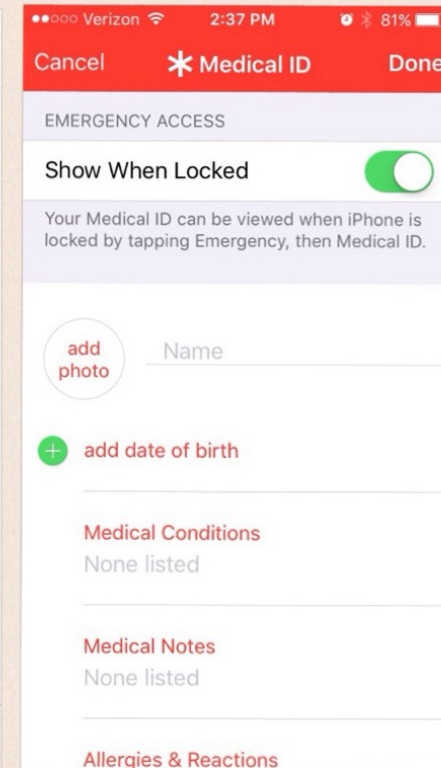 Verizon 2:37 PM 81%
Cancel Medical ID Done
EMERGENCY ACCESS
Show When Locked
Your Medical ID can be viewed when iPhone is
locked by tapping Emergency, then Medical ID.
add
photo
Name
add date of birth
Medical Conditions
None listed
Medical Notes
None listed
Allergies & Reactions